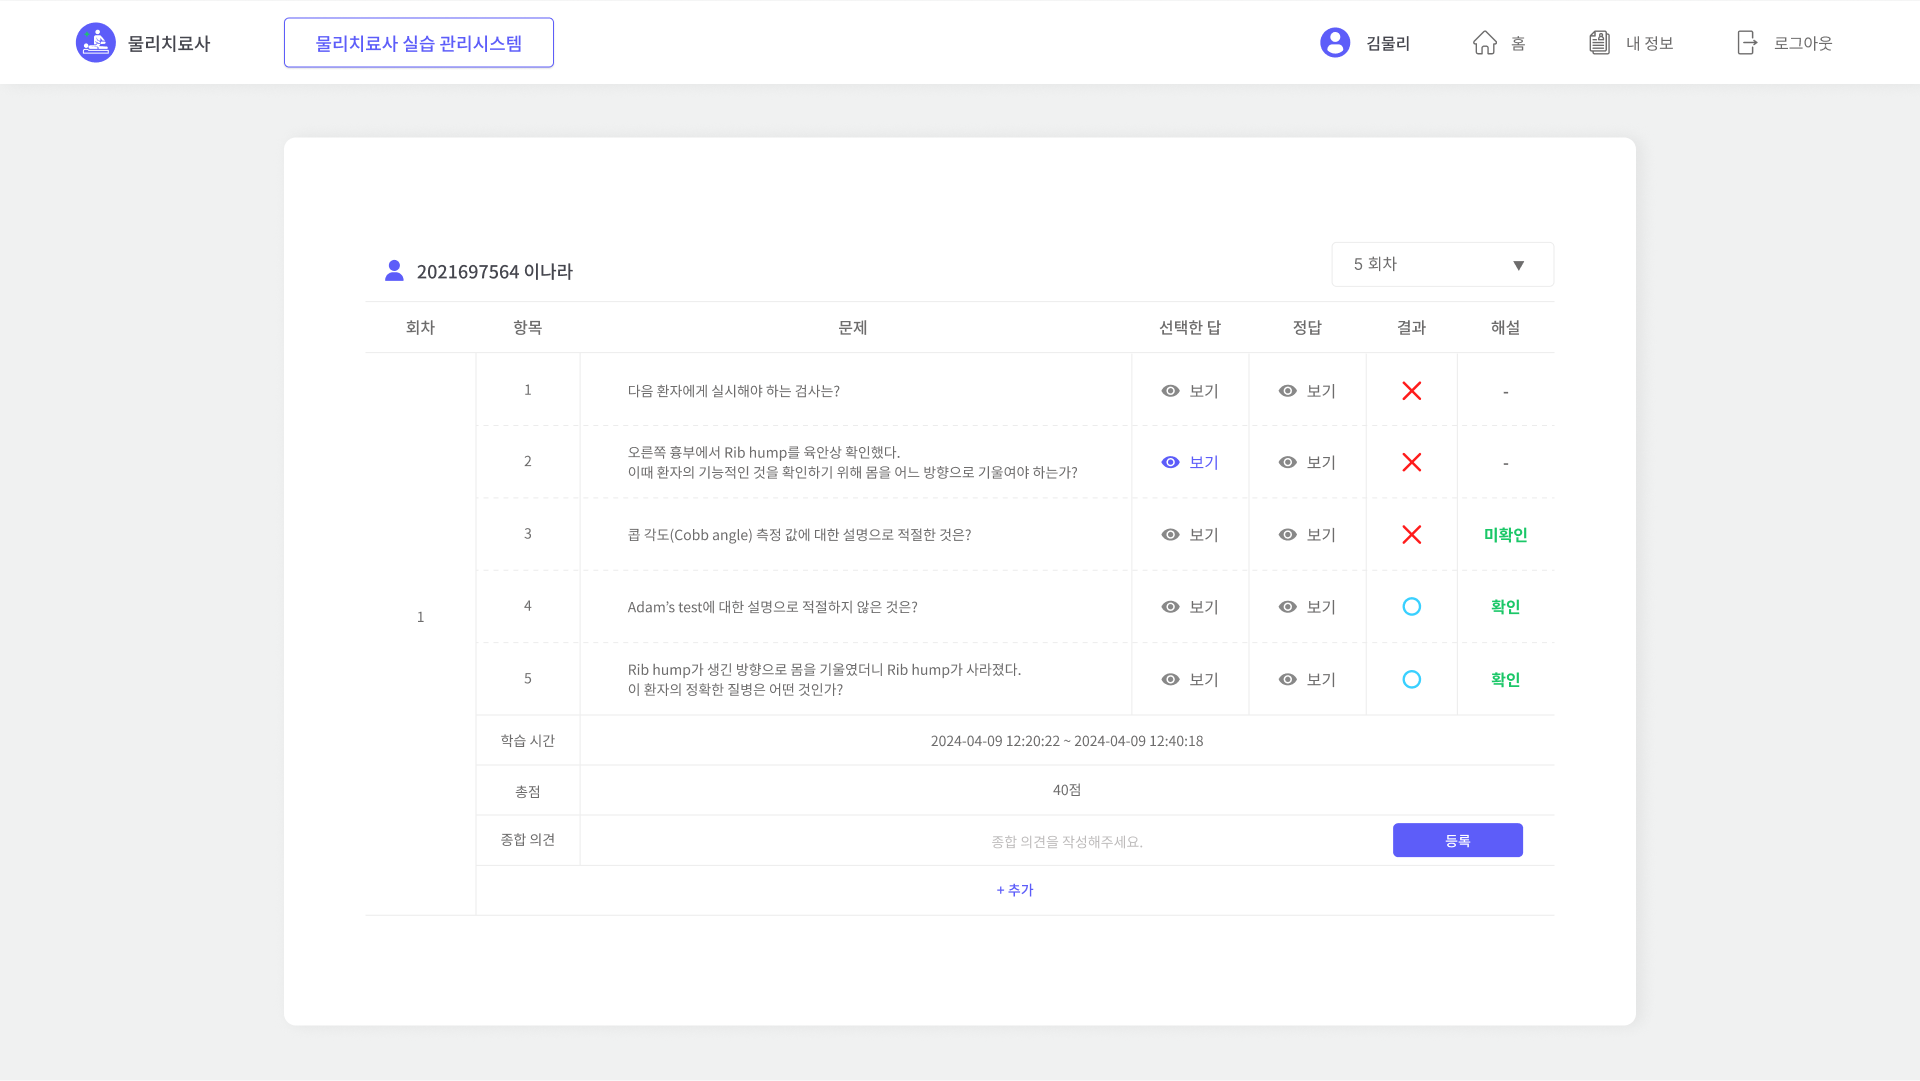 물리치료사
물리치료사 실습 관리시스템
김물리
홈
내 정보
로그아웃
2021697564 이나라
5 회차 ▼
회차 항목 문제 선택한 답 정답 결과 해설
1
1 다음 환자에게 실시해야 하는 검사는? 보기 보기 -
2 오른쪽 흉부에서 Rib hump를 육안상 확인했다.
이때 환자의 기능적인 것을 확인하기 위해 몸을 어느 방향으로 기울여야 하는가? 보기 보기 -
3 콥 각도(Cobb angle) 측정 값에 대한 설명으로 적절한 것은? 보기 보기 미확인
4 Adam’s test에 대한 설명으로 적절하지 않은 것은? 보기 보기 확인
5 Rib hump가 생긴 방향으로 몸을 기울였더니 Rib hump가 사라졌다.
이 환자의 정확한 질병은 어떤 것인가? 보기 보기 확인
학습 시간 2024-04-09 12:20:22 ~ 2024-04-09 12:40:18
총점 40점
종합 의견 종합 의견을 작성해주세요. 등록
+ 추가